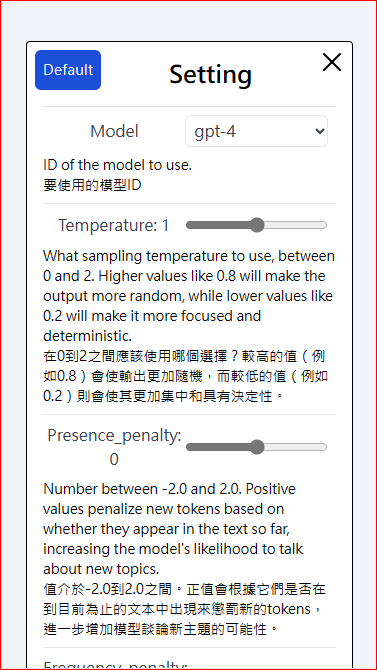 Default
Setting
Model
gpt-4
ID of the model to use.
要使用的模型ID
Temperature: 1
What sampling temperature to use, between
0 and 2. Higher values like 0.8 will make the
output more random, while lower values like
0.2 will make it more focused and
deterministic.
在0到2之間應該使用哪個選擇？較高的值（例
如0.8）會使輸出更加隨機，而較低的值（例如
0.2）則會使其更加集中和具有決定性。
Presence_penalty:
0
Number between -2.0 and 2.0. Positive
values penalize new tokens based on
whether they appear in the text so far,
increasing the model's likelihood to talk
about new topics.
值介於-2.0到2.0之間。正值會根據它們是否在
到目前為止的文本中出現來懲罰新的tokens，
進一步增加模型談論新主題的可能性。
Frequency_penalty: